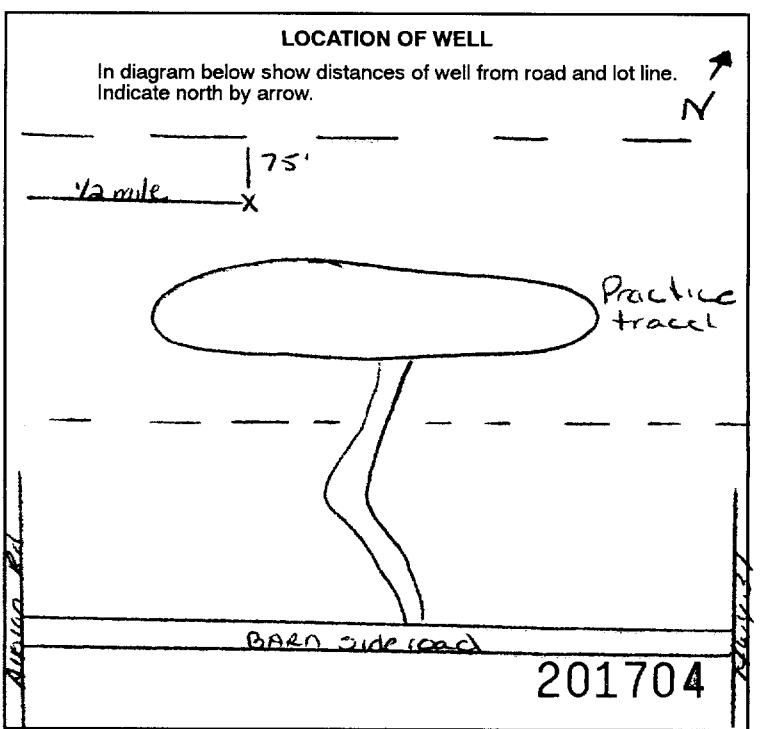 LOCATION OF WELL
In diagram below show distances of well from road and lot line.
Indicate north by arrow.
N
75'
1/2 mile
X
Practice
BARN side road
201704